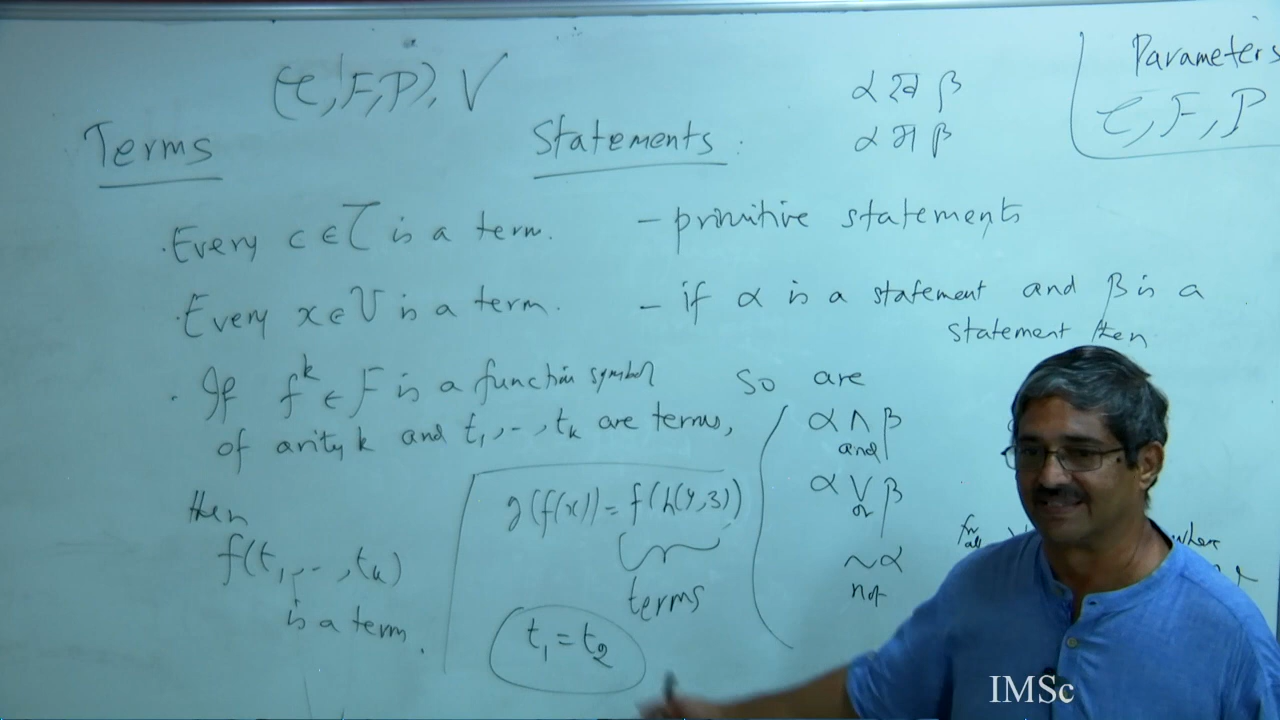 (C, F, P), V
Terms
· Every c ∈ C is a term.
· Every x ∈ V is a term.
· If f^k ∈ F is a function symbol
of arity k and t₁, -- , tₖ are terms,
then
f(t₁, -- , tₖ)
is a term.
g(f(x)) = f(h(y,3))
terms
t₁ = t₂
Statements :
- primitive statements
- if α is a statement and β is a
statement then
so are
α ∧ β
and
α ∨ β
or
~α
not
for all
where
α β
α β
Parameters
C, F, P
IMSc